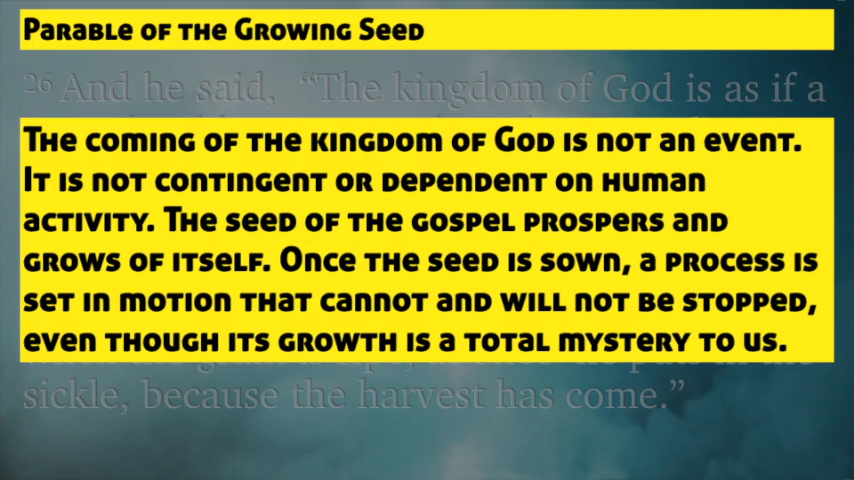 Parable of the Growing Seed
26 And he said, “The kingdom of God is as if a
The coming of the kingdom of God is not an event.
It is not contingent or dependent on human
activity. The seed of the gospel prospers and
grows of itself. Once the seed is sown, a process is
set in motion that cannot and will not be stopped,
even though its growth is a total mystery to us.
sickle, because the harvest has come.”